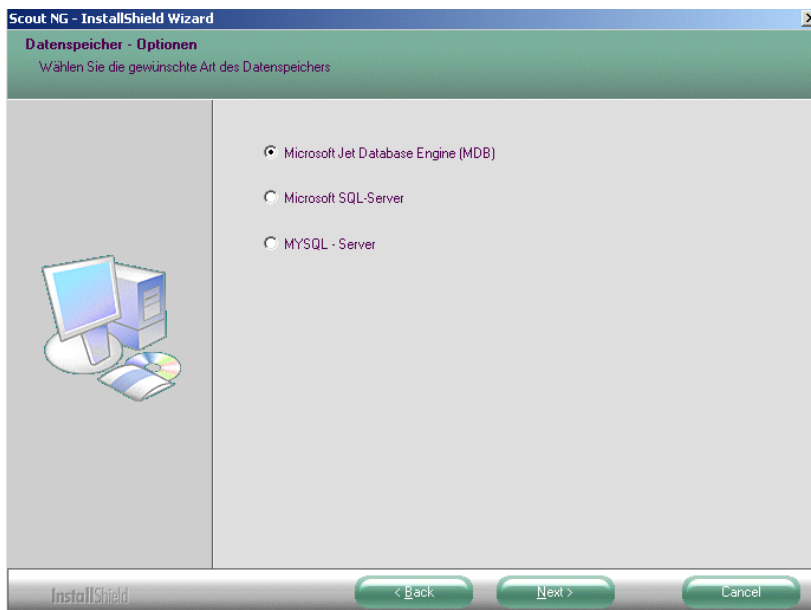 Scout NG - InstallShield Wizard
Datenspeicher - Optionen
Wählen Sie die gewünschte Art des Datenspeichers
Microsoft Jet Database Engine (MDB)
Microsoft SQL-Server
MYSQL - Server
InstallShield
< Back
Next >
Cancel